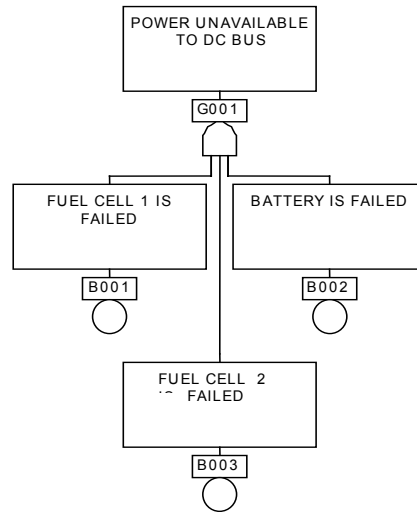 POWER UNAVAILABLE
TO DC BUS
G001
FUEL CELL 1 IS
FAILED
BATTERY IS FAILED
B001
B002
FUEL CELL 2
FAILED
B003